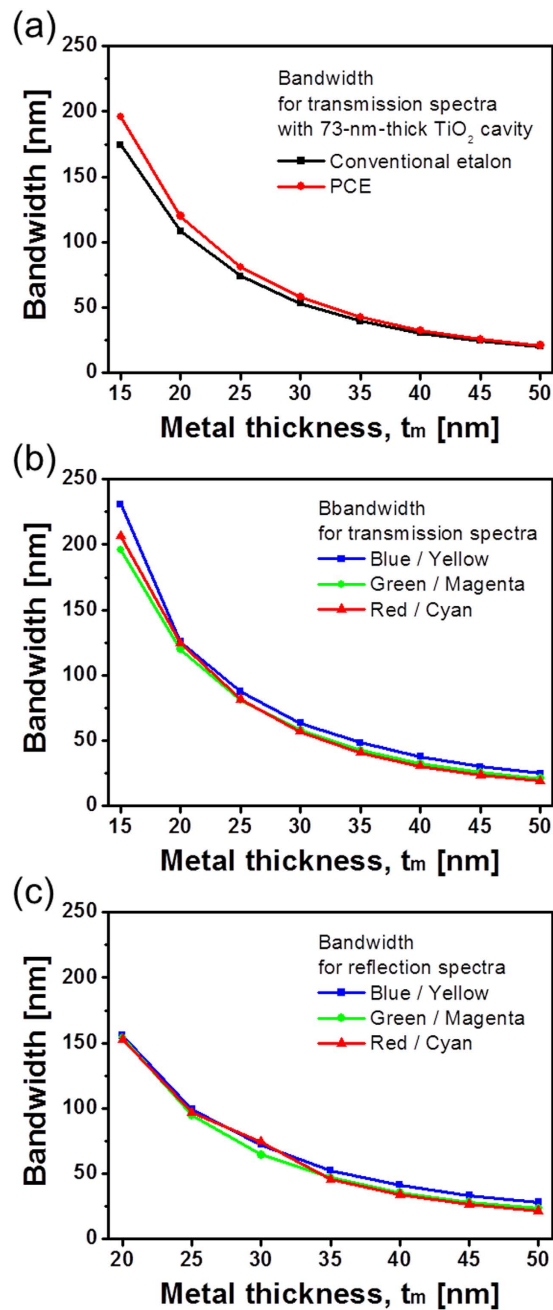 (a)
250
200
150
100
50
0
Bandwidth [nm]
Bandwidth
for transmission spectra
with 73-nm-thick TiO₂ cavity
Conventional etalon
PCE
15 20 25 30 35 40 45 50
Metal thickness, tm [nm]
(b)
250
200
150
100
50
0
Bandwidth [nm]
Bbandwidth
for transmission spectra
Blue / Yellow
Green / Magenta
Red / Cyan
15 20 25 30 35 40 45 50
Metal thickness, tm [nm]
(c)
250
200
150
100
50
0
Bandwidth [nm]
Bandwidth
for reflection spectra
Blue / Yellow
Green / Magenta
Red / Cyan
20 25 30 35 40 45 50
Metal thickness, tm [nm]